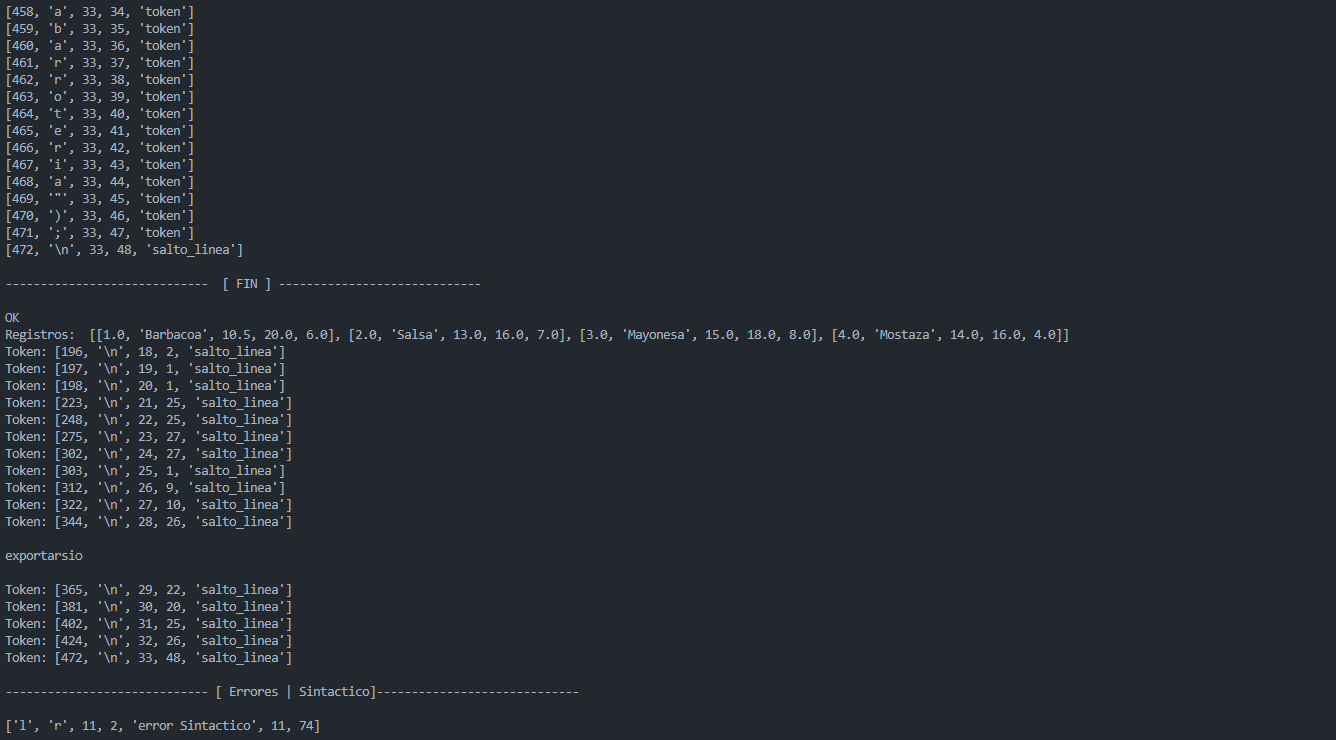 [458, 'a', 33, 34, 'token']
[459, 'b', 33, 35, 'token']
[460, 'a', 33, 36, 'token']
[461, 'r', 33, 37, 'token']
[462, 'r', 33, 38, 'token']
[463, 'o', 33, 39, 'token']
[464, 't', 33, 40, 'token']
[465, 'e', 33, 41, 'token']
[466, 'r', 33, 42, 'token']
[467, 'i', 33, 43, 'token']
[468, 'a', 33, 44, 'token']
[469, '"', 33, 45, 'token']
[470, ')', 33, 46, 'token']
[471, ';', 33, 47, 'token']
[472, '\n', 33, 48, 'salto_linea']
-----------------------------  [ FIN ] -----------------------------
OK
Registros:  [[1.0, 'Barbacoa', 10.5, 20.0, 6.0], [2.0, 'Salsa', 13.0, 16.0, 7.0], [3.0, 'Mayonesa', 15.0, 18.0, 8.0], [4.0, 'Mostaza', 14.0, 16.0, 4.0]]
Token: [196, '\n', 18, 2, 'salto_linea']
Token: [197, '\n', 19, 1, 'salto_linea']
Token: [198, '\n', 20, 1, 'salto_linea']
Token: [223, '\n', 21, 25, 'salto_linea']
Token: [248, '\n', 22, 25, 'salto_linea']
Token: [275, '\n', 23, 27, 'salto_linea']
Token: [302, '\n', 24, 27, 'salto_linea']
Token: [303, '\n', 25, 1, 'salto_linea']
Token: [312, '\n', 26, 9, 'salto_linea']
Token: [322, '\n', 27, 10, 'salto_linea']
Token: [344, '\n', 28, 26, 'salto_linea']
exportarsio
Token: [365, '\n', 29, 22, 'salto_linea']
Token: [381, '\n', 30, 20, 'salto_linea']
Token: [402, '\n', 31, 25, 'salto_linea']
Token: [424, '\n', 32, 26, 'salto_linea']
Token: [472, '\n', 33, 48, 'salto_linea']
----------------------------- [ Errores | Sintactico]-----------------------------
['l', 'r', 11, 2, 'error Sintactico', 11, 74]